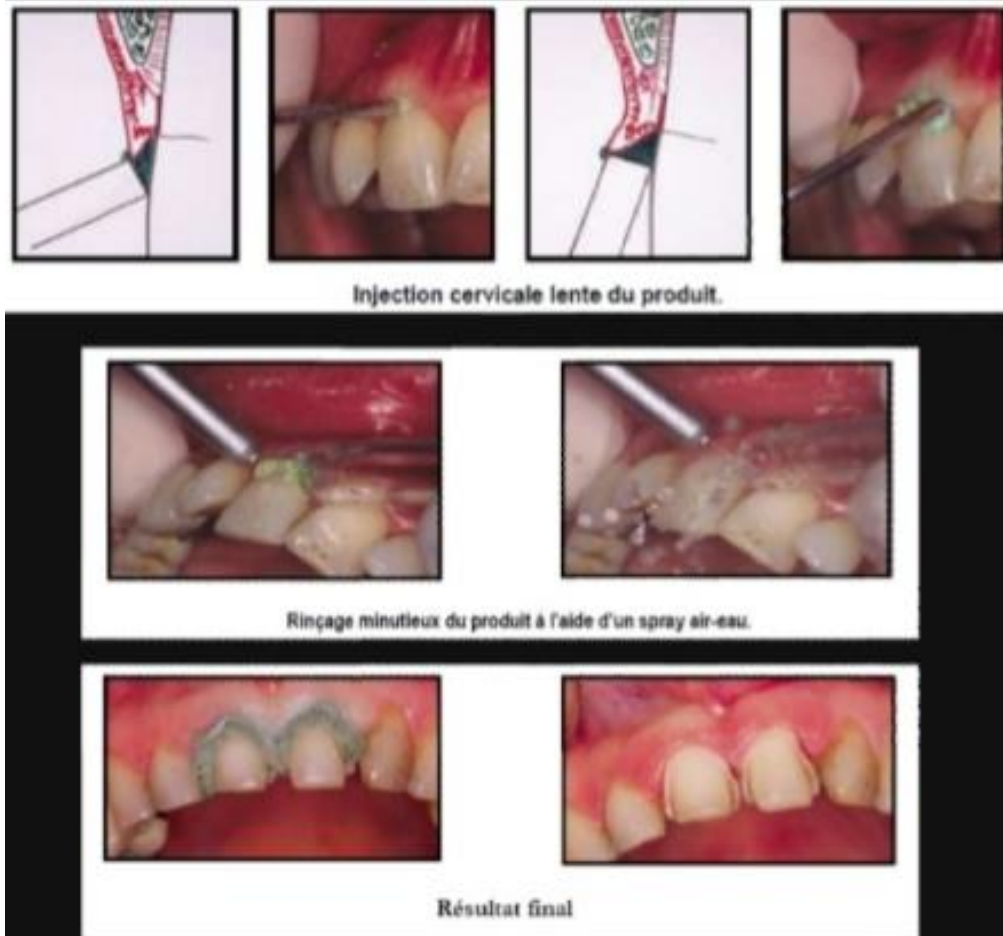 Injection cervicale lente du produit.
Rinçage minutieux du produit à l'aide d'un spray air-eau.
Résultat final